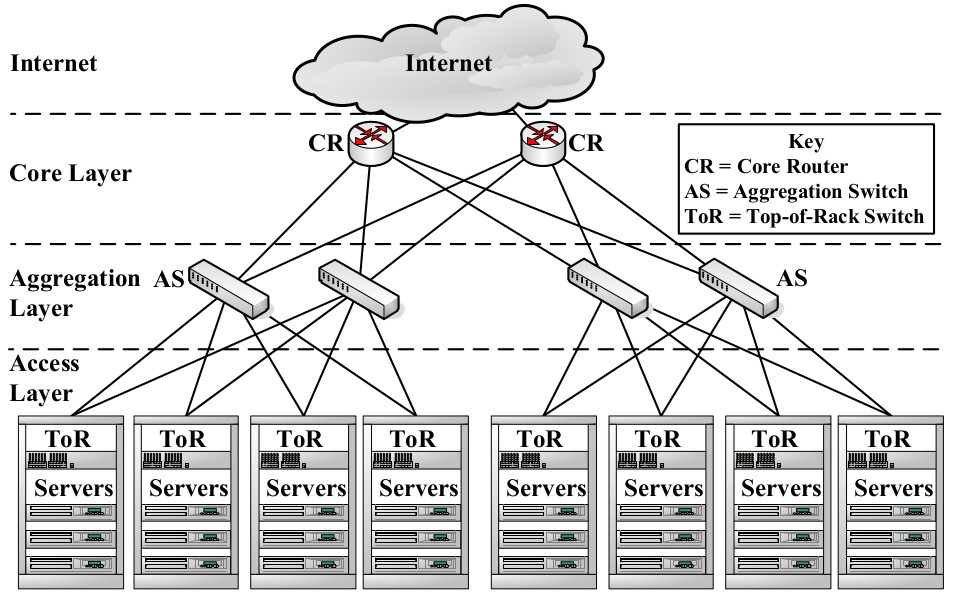 Internet
Internet
CR
CR
Key
CR = Core Router
AS = Aggregation Switch
ToR = Top-of-Rack Switch
Core Layer
Aggregation
Layer
AS
AS
Access
Layer
ToR
ToR
ToR
ToR
ToR
ToR
ToR
ToR
Servers
Servers
Servers
Servers
Servers
Servers
Servers
Servers